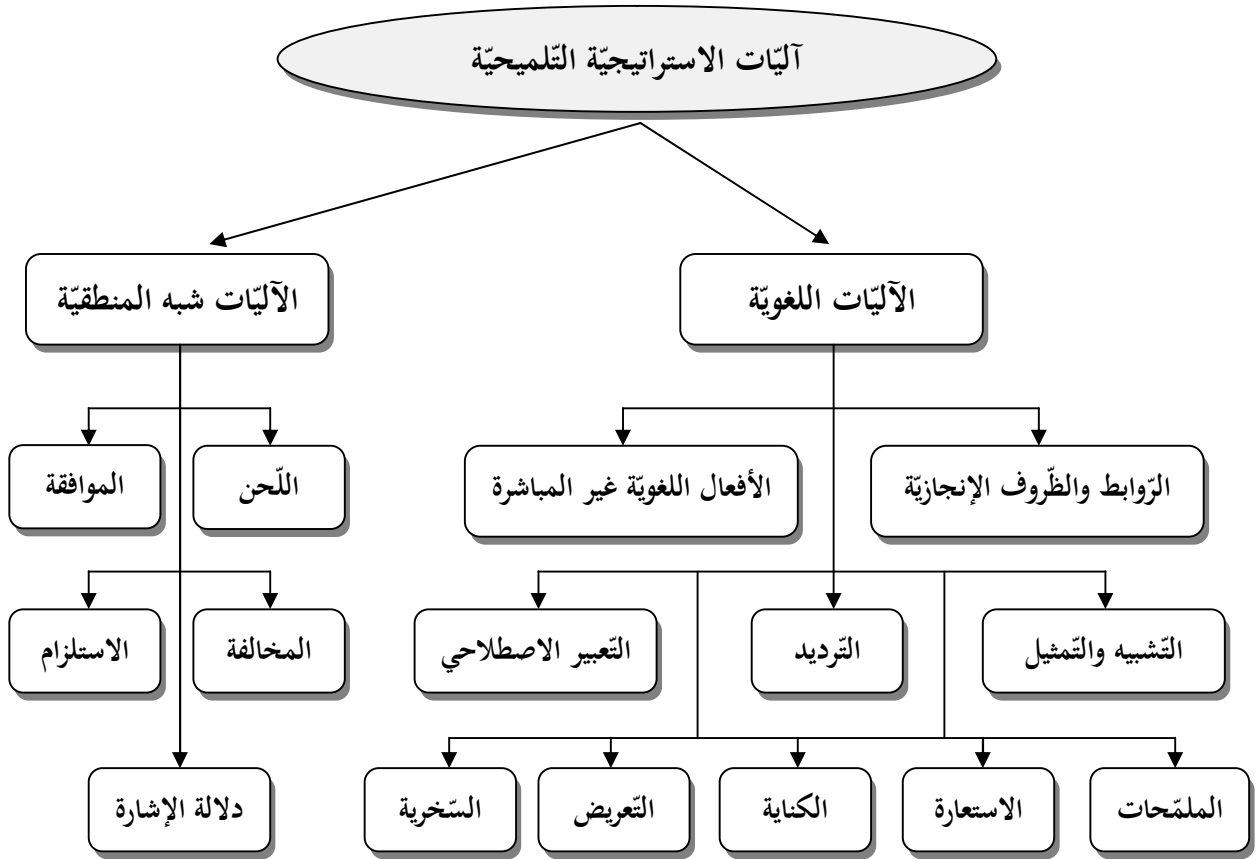 آليّات الاستراتيجيّة التّلميحيّة
الآليّات اللغويّة
الآليّات شبه المنطقيّة
الرّوابط والظّروف الإنجازيّة
الأفعال اللغويّة غير المباشرة
اللّحن
الموافقة
التّشبيه والتّمثيل
التّرديد
التّعبير الاصطلاحي
المخالفة
الاستلزام
الملمّحات
الاستعارة
الكناية
التّعريض
السّخرية
دلالة الإشارة